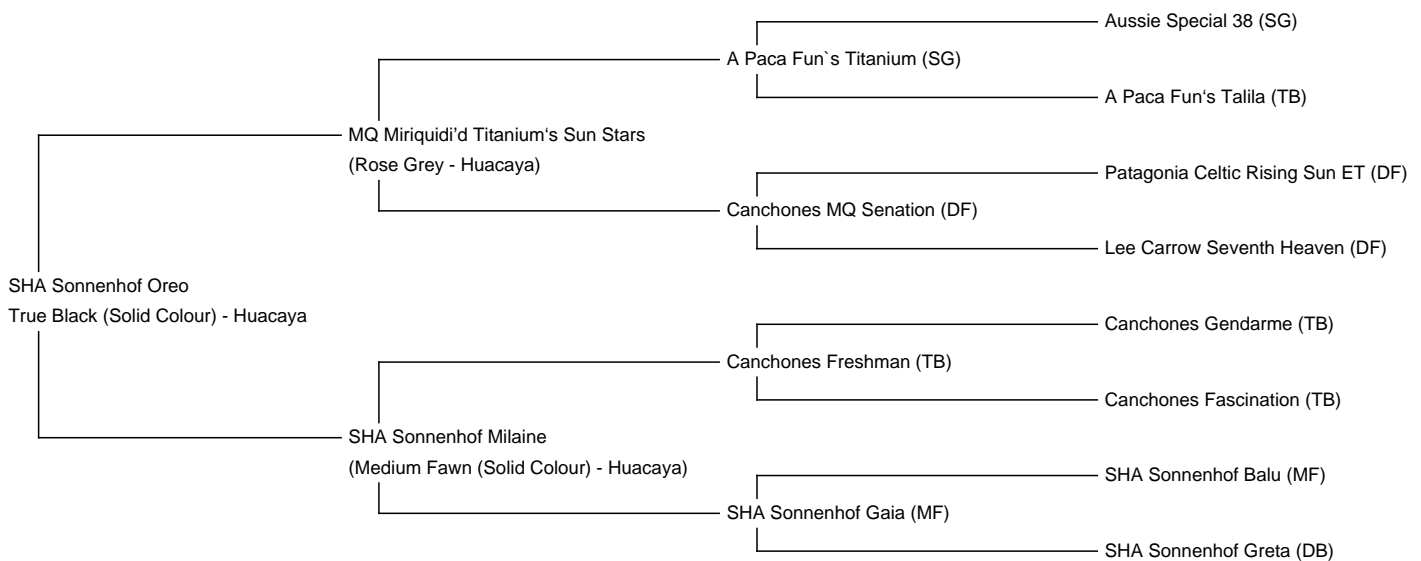 Aussie Special 38 (SG)
A Paca Fun`s Titanium (SG)
A Paca Fun‘s Talila (TB)
MQ Miriquidi’d Titanium‘s Sun Stars
(Rose Grey - Huacaya)
Patagonia Celtic Rising Sun ET (DF)
Canchones MQ Senation (DF)
Lee Carrow Seventh Heaven (DF)
SHA Sonnenhof Oreo
True Black (Solid Colour) - Huacaya
Canchones Gendarme (TB)
Canchones Freshman (TB)
Canchones Fascination (TB)
SHA Sonnenhof Milaine
(Medium Fawn (Solid Colour) - Huacaya)
SHA Sonnenhof Balu (MF)
SHA Sonnenhof Gaia (MF)
SHA Sonnenhof Greta (DB)